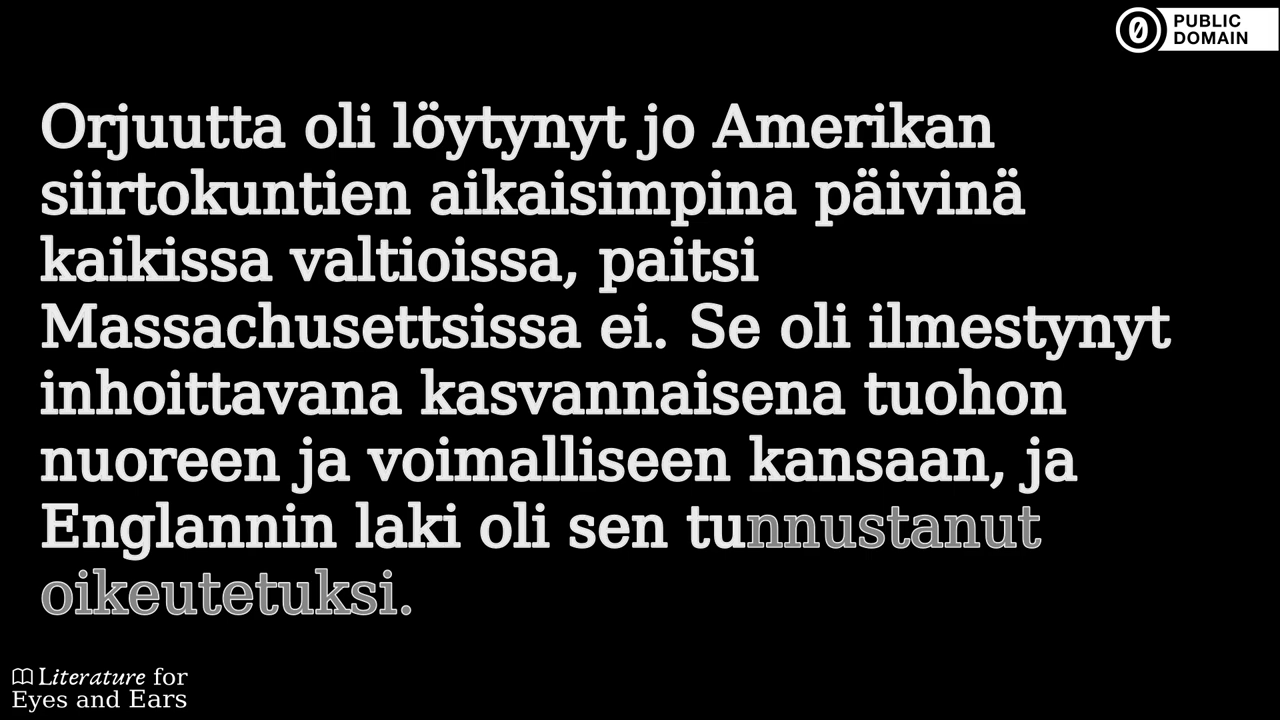 PUBLIC
DOMAIN
Orjuutta oli löytynyt jo Amerikan
siirtokuntien aikaisimpina päivinä
kaikissa valtioissa, paitsi
Massachusettsissa ei. Se oli ilmestynyt
inhoittavana kasvannaisena tuohon
nuoreen ja voimalliseen kansaan, ja
Englannin laki oli sen tunnustanut
oikeutetuksi.
Literature for
Eyes and Ears